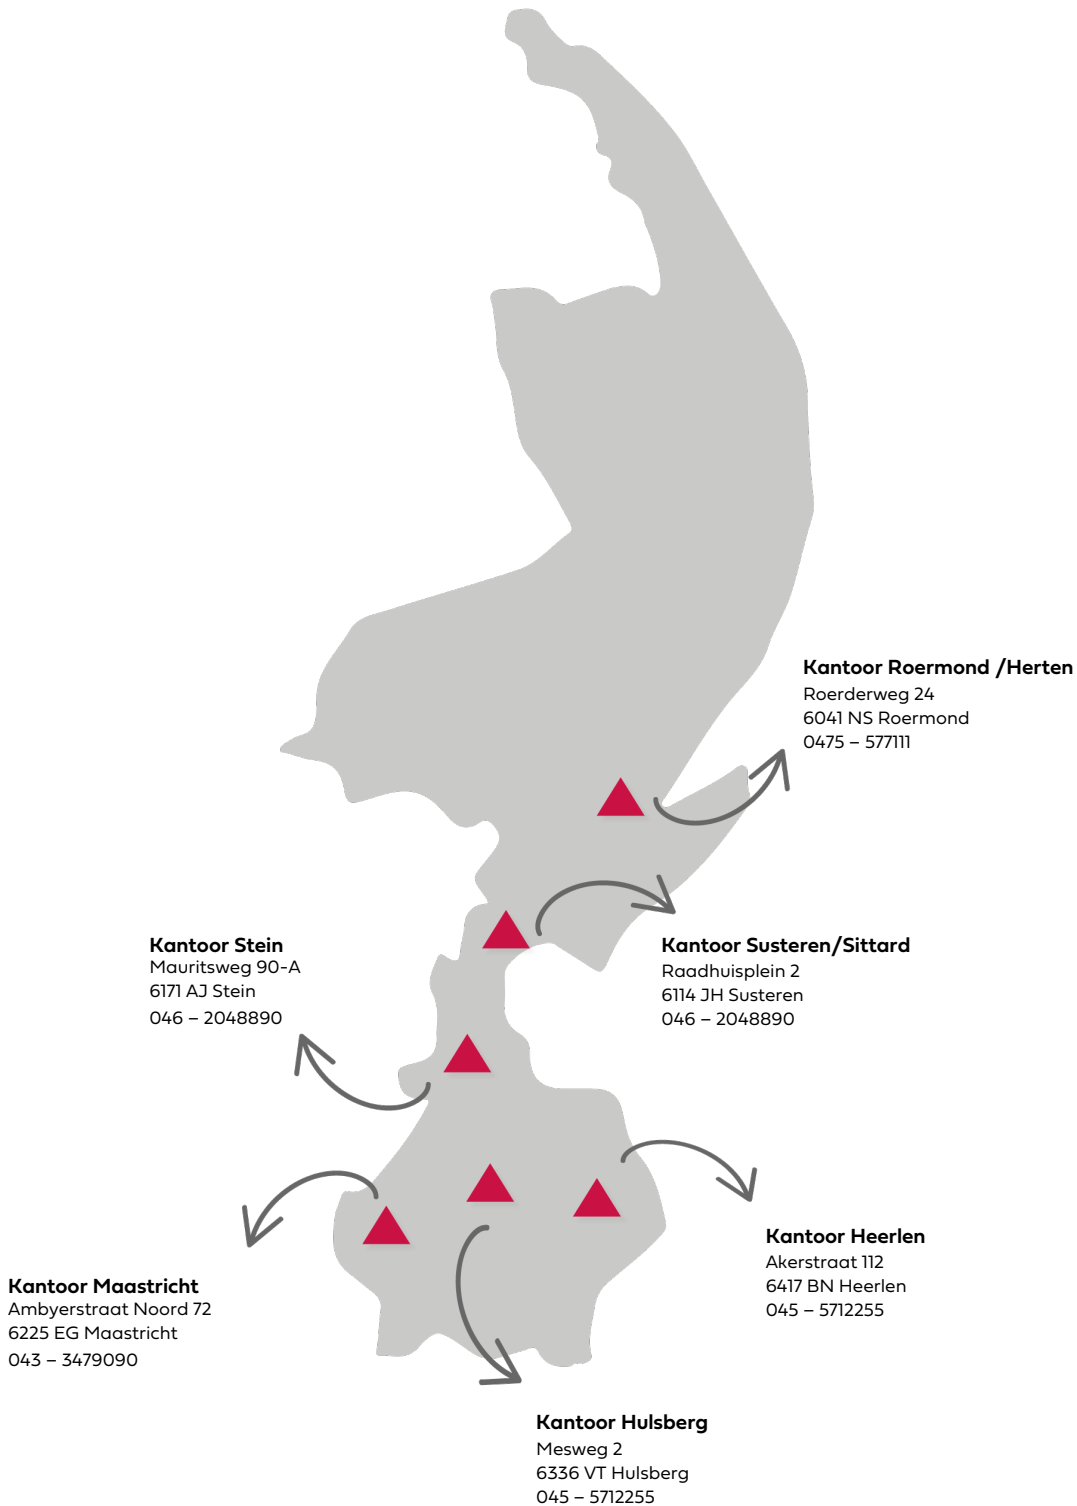 Kantoor Roermond /Herten
Roerderweg 24
6041 NS Roermond
0475 – 577111
Kantoor Stein
Mauritsweg 90-A
6171 AJ Stein
046 – 2048890
Kantoor Susteren/Sittard
Raadhuisplein 2
6114 JH Susteren
046 – 2048890
Kantoor Heerlen
Akerstraat 112
6417 BN Heerlen
045 – 5712255
Kantoor Maastricht
Ambyerstraat Noord 72
6225 EG Maastricht
043 – 3479090
Kantoor Hulsberg
Mesweg 2
6336 VT Hulsberg
045 – 5712255